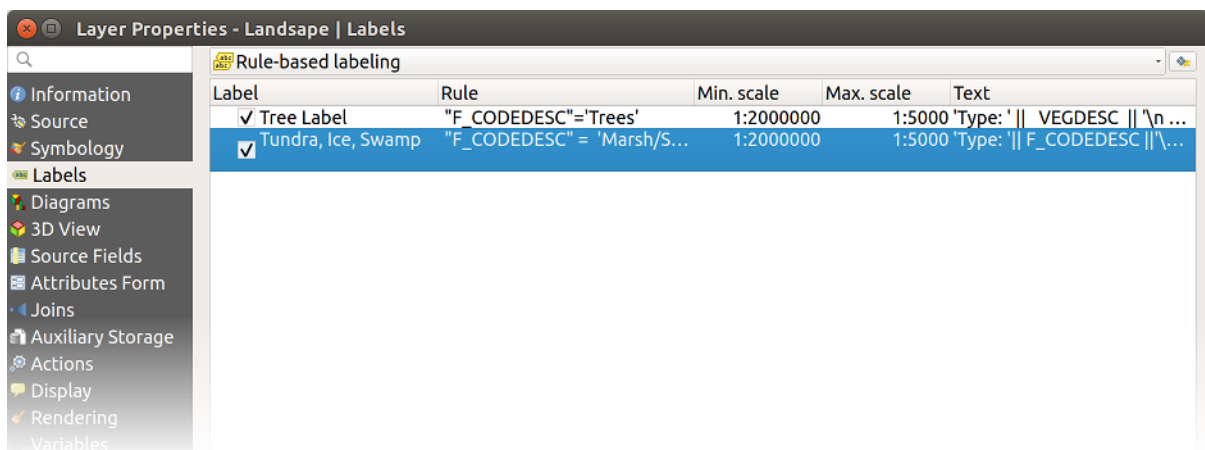 Layer Properties - Landsape | Labels
Rule-based labeling
Information
Source
Symbology
Labels
Diagrams
3D View
Source Fields
Attributes Form
Joins
Auxiliary Storage
Actions
Display
Rendering
Variables
Label Rule Min. scale Max. scale Text
Tree Label "F_CODEDESC"='Trees' 1:2000000 1:5000 'Type: ' || VEGDESC || '\n ...
Tundra, Ice, Swamp "F_CODEDESC" = 'Marsh/S... 1:2000000 1:5000 'Type: '|| F_CODEDESC ||'\...